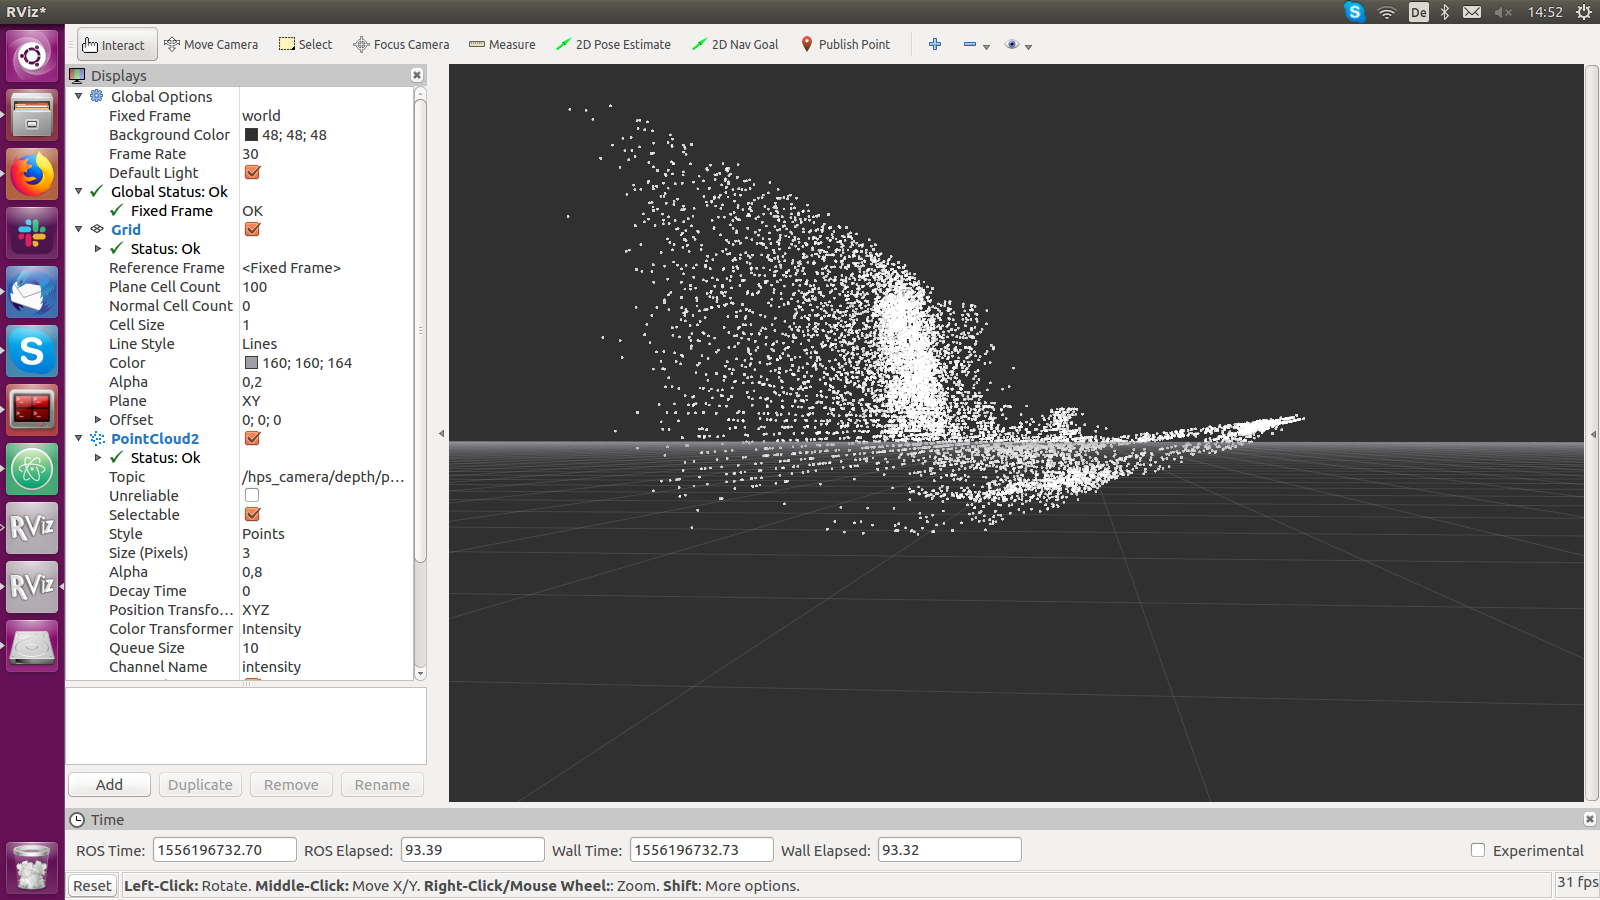 RViz*
De
14:52
Interact
Move Camera
Select
Focus Camera
Measure
2D Pose Estimate
2D Nav Goal
Publish Point
Displays
Global Options
Fixed Frame world
Background Color 48; 48; 48
Frame Rate 30
Default Light
Global Status: Ok
Fixed Frame OK
Grid
Status: Ok
Reference Frame <Fixed Frame>
Plane Cell Count 100
Normal Cell Count 0
Cell Size 1
Line Style Lines
Color 160; 160; 164
Alpha 0,2
Plane XY
Offset 0; 0; 0
PointCloud2
Status: Ok
Topic /hps_camera/depth/p...
Unreliable
Selectable
Style Points
Size (Pixels) 3
Alpha 0,8
Decay Time 0
Position Transfo... XYZ
Color Transformer Intensity
Queue Size 10
Channel Name intensity
RViz
RViz
Add Duplicate Remove Rename
Time
ROS Time: 1556196732.70 ROS Elapsed: 93.39 Wall Time: 1556196732.73 Wall Elapsed: 93.32 Experimental
Reset Left-Click: Rotate. Middle-Click: Move X/Y. Right-Click/Mouse Wheel:: Zoom. Shift: More options. 31 fps